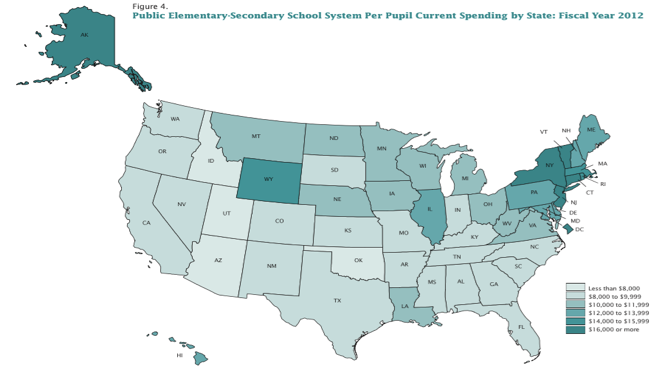 Figure 4.
Public Elementary-Secondary School System Per Pupil Current Spending by State: Fiscal Year 2012
AK
WA
MT
ND
MN
VT
NH
ME
OR
ID
WY
SD
WI
MI
NY
MA
RI
CT
NV
UT
NE
IA
IL
IN
OH
PA
NJ
DE
MD
DC
CA
CO
KS
MO
KY
WV
VA
AZ
NM
OK
AR
TN
NC
SC
TX
LA
MS
AL
GA
FL
HI
Less than $8,000
$8,000 to $9,999
$10,000 to $11,999
$12,000 to $13,999
$14,000 to $15,999
$16,000 or more